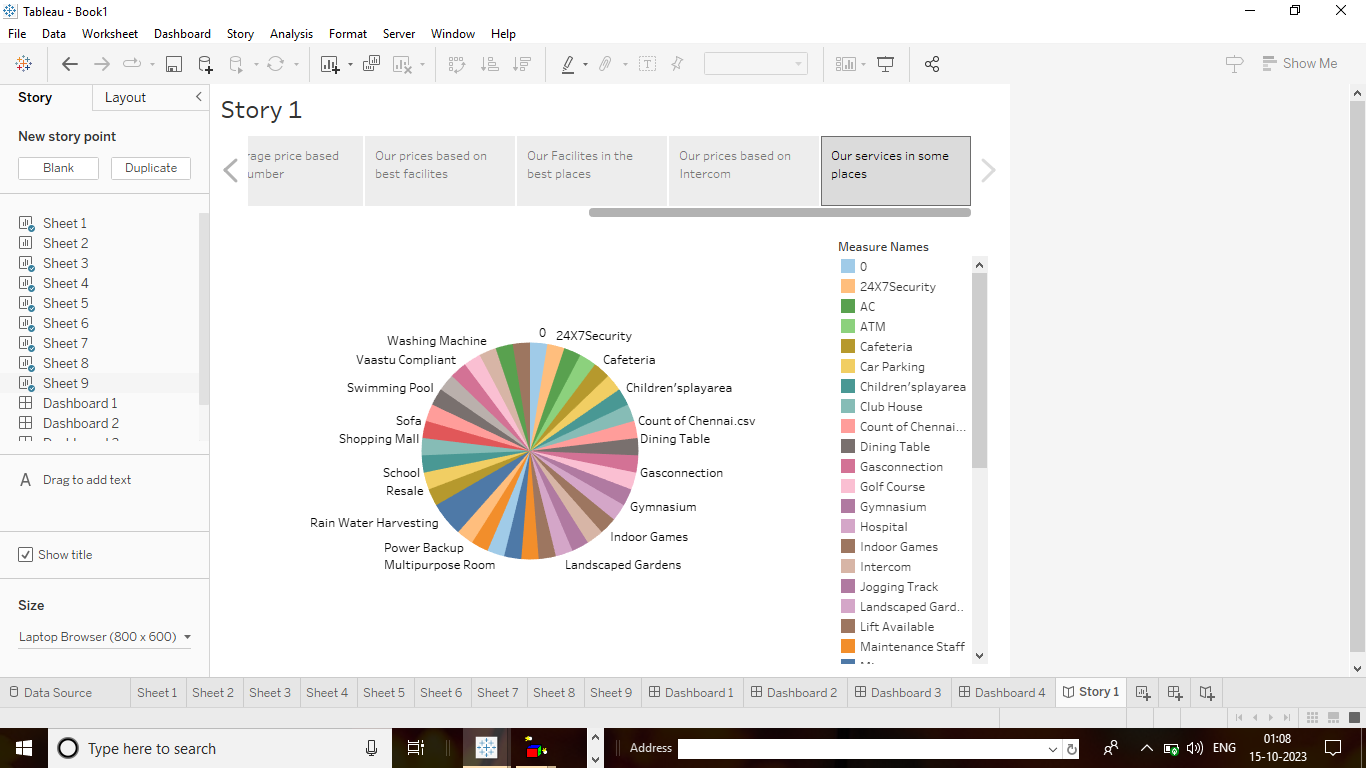 Tableau - Book1
File Data Worksheet Dashboard Story Analysis Format Server Window Help
Show Me
Story Layout
New story point
Blank Duplicate
Sheet 1
Sheet 2
Sheet 3
Sheet 4
Sheet 5
Sheet 6
Sheet 7
Sheet 8
Sheet 9
Dashboard 1
Dashboard 2
A Drag to add text
Show title
Size
Laptop Browser (800 x 600)
Story 1
rage price based
umber
Our prices based on
best facilites
Our Facilites in the
best places
Our prices based on
Intercom
Our services in some
places
0
24X7Security
Cafeteria
Children'splayarea
Count of Chennai.csv
Dining Table
Gasconnection
Gymnasium
Indoor Games
Landscaped Gardens
Multipurpose Room
Power Backup
Rain Water Harvesting
Resale
School
Shopping Mall
Sofa
Swimming Pool
Vaastu Compliant
Washing Machine
Measure Names
0
24X7Security
AC
ATM
Cafeteria
Car Parking
Children'splayarea
Club House
Count of Chennai...
Dining Table
Gasconnection
Golf Course
Gymnasium
Hospital
Indoor Games
Intercom
Jogging Track
Landscaped Gard..
Lift Available
Maintenance Staff
Data Source Sheet 1 Sheet 2 Sheet 3 Sheet 4 Sheet 5 Sheet 6 Sheet 7 Sheet 8 Sheet 9 Dashboard 1 Dashboard 2 Dashboard 3 Dashboard 4 Story 1
Type here to search
Address
ENG
01:08
15-10-2023